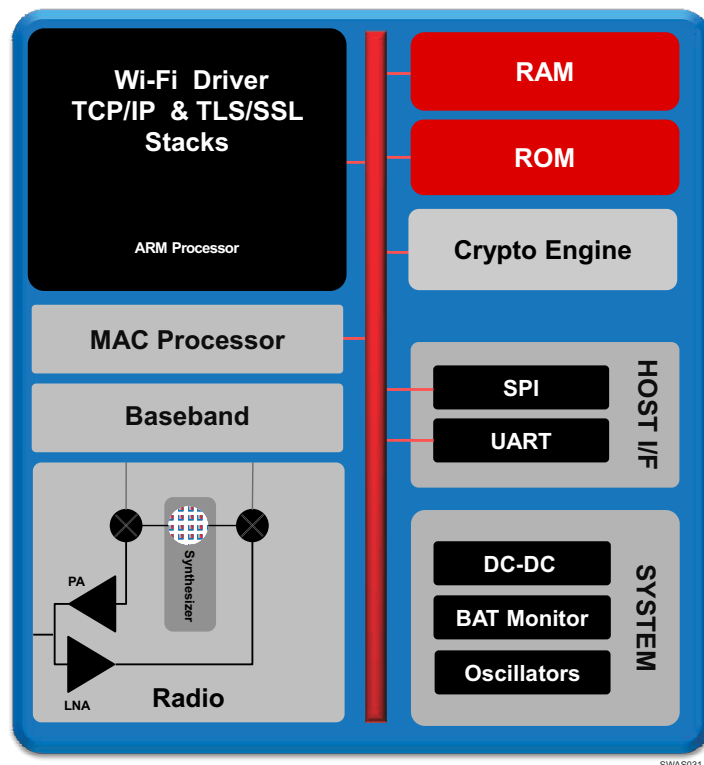 Wi-Fi Driver
TCP/IP & TLS/SSL
Stacks
ARM Processor
MAC Processor
Baseband
Synthesizer
PA
LNA
Radio
RAM
ROM
Crypto Engine
SPI
UART
HOST I/F
DC-DC
BAT Monitor
Oscillators
SYSTEM
SWAS031